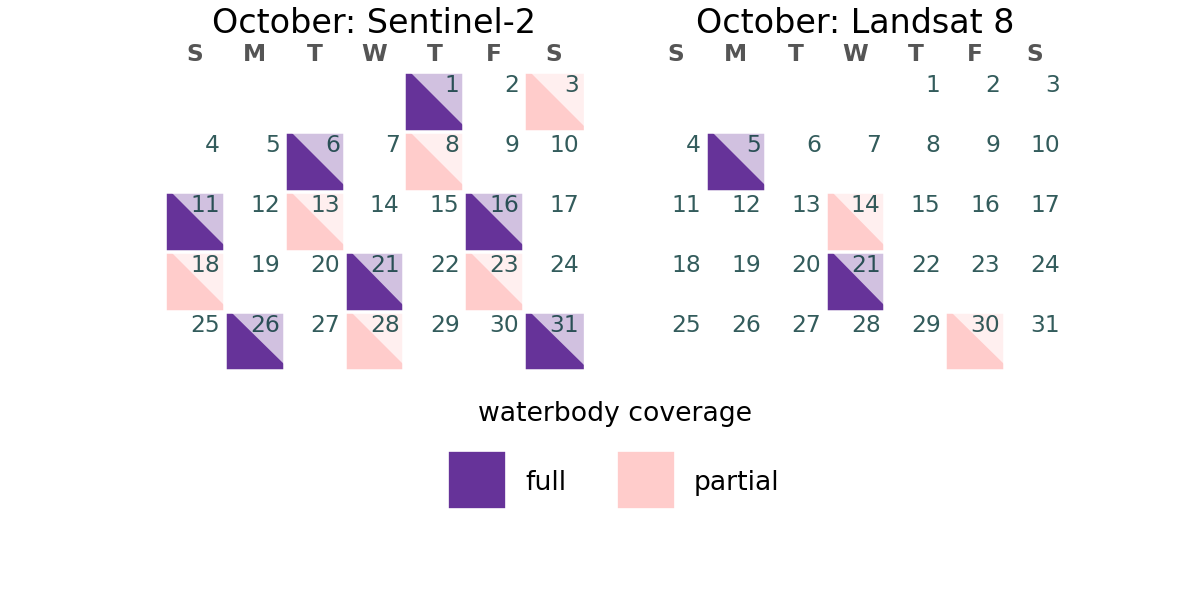 October: Sentinel-2
S M T W T F S
1 2 3
4 5 6 7 8 9 10
11 12 13 14 15 16 17
18 19 20 21 22 23 24
25 26 27 28 29 30 31
October: Landsat 8
S M T W T F S
1 2 3
4 5 6 7 8 9 10
11 12 13 14 15 16 17
18 19 20 21 22 23 24
25 26 27 28 29 30 31
waterbody coverage
full partial